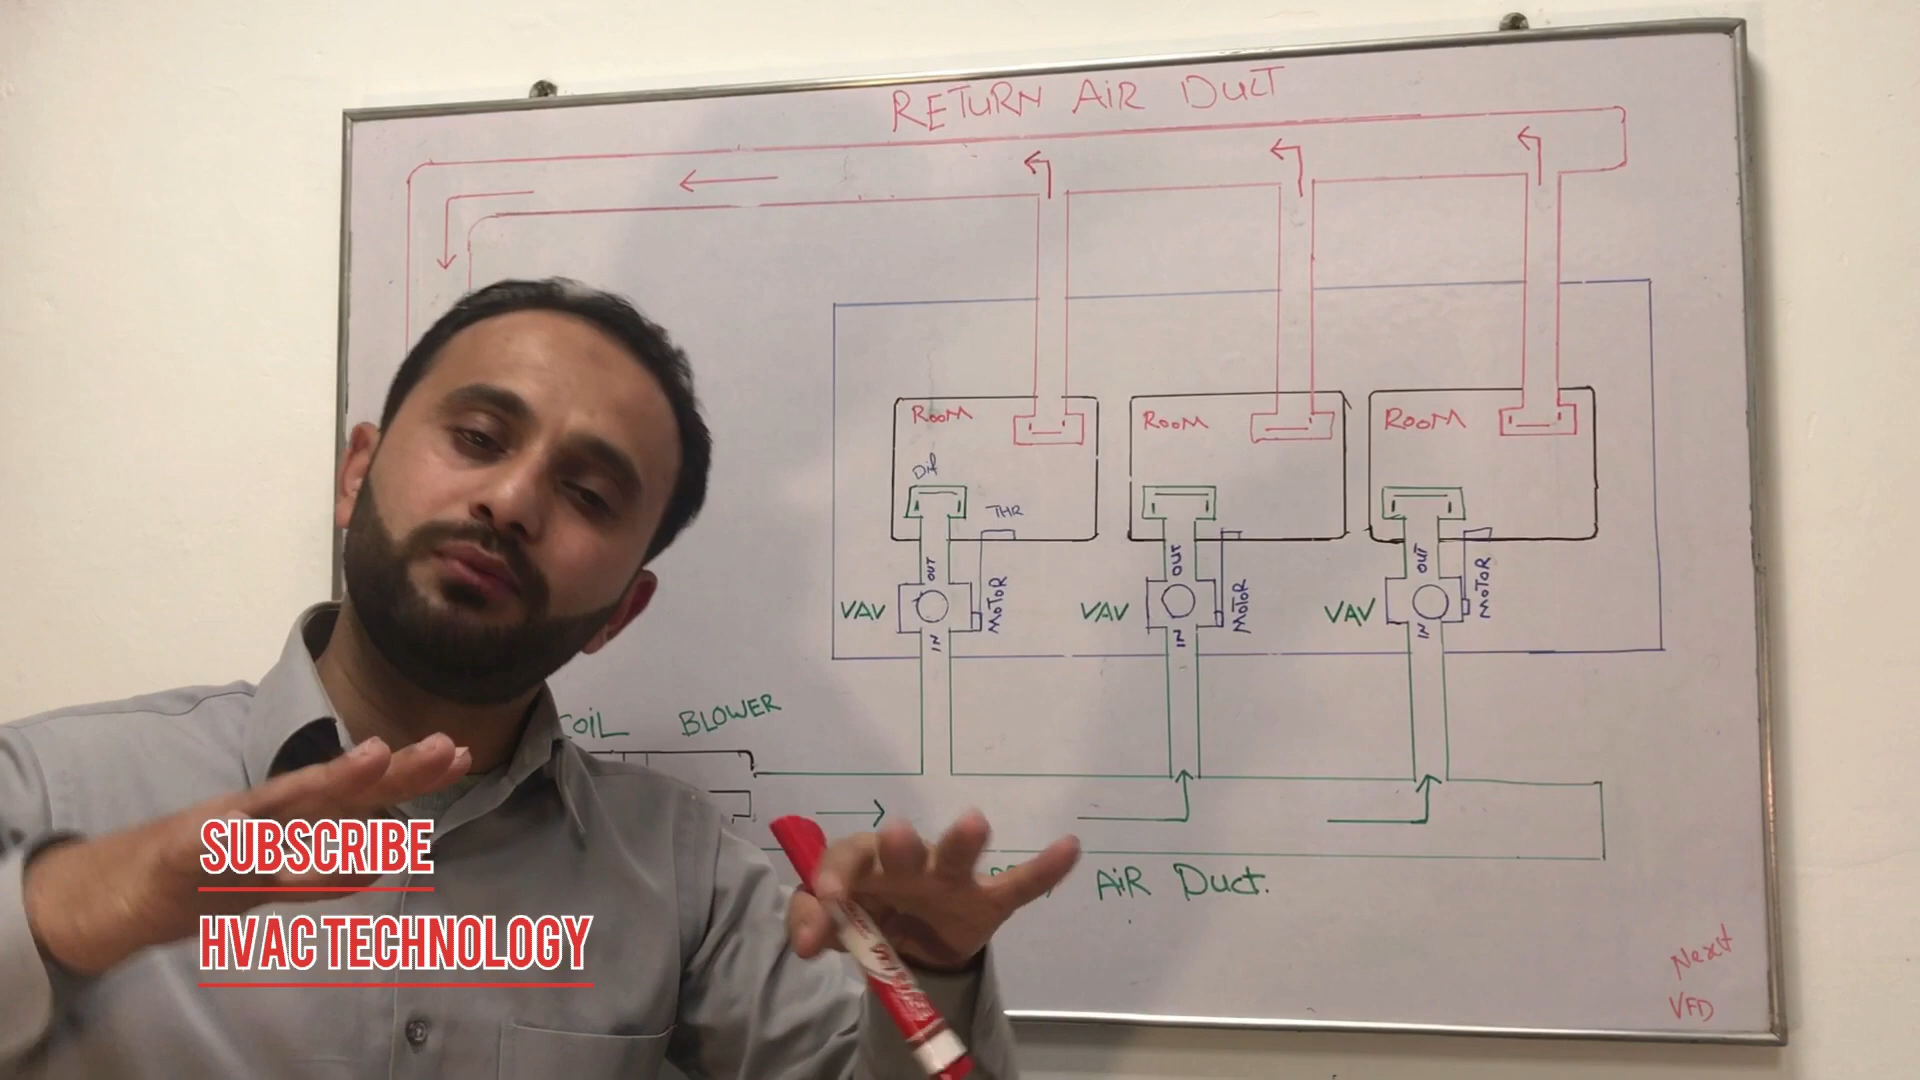 RETURN AiR DUCT
ROOM
ROOM
ROOM
Dif
THR
OUT
OUT
OUT
VAV
MOTOR
VAV
MOTOR
VAV
MOTOR
IN
IN
IN
COIL BLOWER
AiR Duct.
SUBSCRIBE
HVAC TECHNOLOGY
Next
VFD